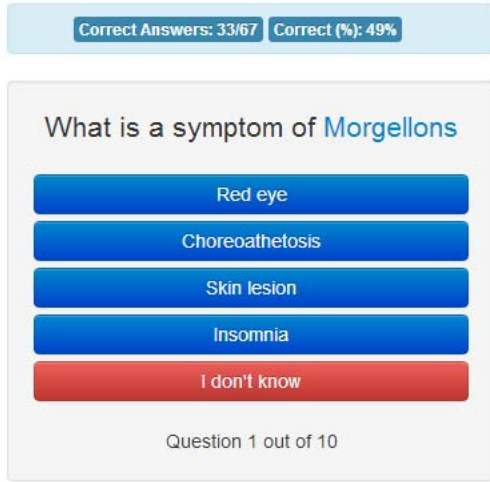 Correct Answers: 33/67 Correct (%): 49%
What is a symptom of Morgellons
Red eye
Choreoathetosis
Skin lesion
Insomnia
I don't know
Question 1 out of 10